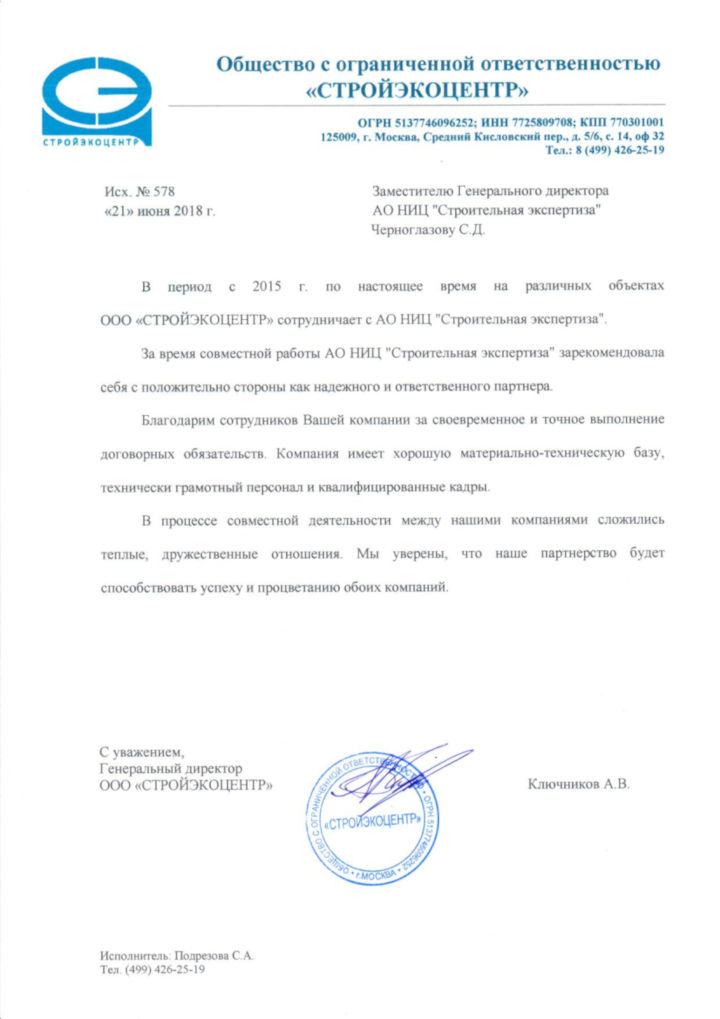 Общество с ограниченной ответственностью
«СТРОЙЭКОЦЕНТР»
СТРОЙЭКОЦЕНТР
ОГРН 5137746096252; ИНН 7725809708; КПП 770301001
125009, г. Москва, Средний Кисловский пер., д. 5/6, с. 14, оф 32
Тел.: 8 (499) 426-25-19
Исх. № 578
«21» июня 2018 г.
Заместителю Генерального директора
АО НИЦ "Строительная экспертиза"
Черноглазову С.Д.
В период с 2015 г. по настоящее время на различных объектах
ООО «СТРОЙЭКОЦЕНТР» сотрудничает с АО НИЦ "Строительная экспертиза".
За время совместной работы АО НИЦ "Строительная экспертиза" зарекомендовала
себя с положительно стороны как надежного и ответственного партнера.
Благодарим сотрудников Вашей компании за своевременное и точное выполнение
договорных обязательств. Компания имеет хорошую материально-техническую базу,
технически грамотный персонал и квалифицированные кадры.
В процессе совместной деятельности между нашими компаниями сложились
теплые, дружественные отношения. Мы уверены, что наше партнерство будет
способствовать успеху и процветанию обоих компаний.
С уважением,
Генеральный директор
ООО «СТРОЙЭКОЦЕНТР»
ОБЩЕСТВО С ОГРАНИЧЕННОЙ ОТВЕТСТВЕННОСТЬЮ • ОГРН 5137746096252 • г.МОСКВА •
«СТРОЙЭКОЦЕНТР»
Ключников А.В.
Исполнитель: Подрезова С.А.
Тел. (499) 426-25-19